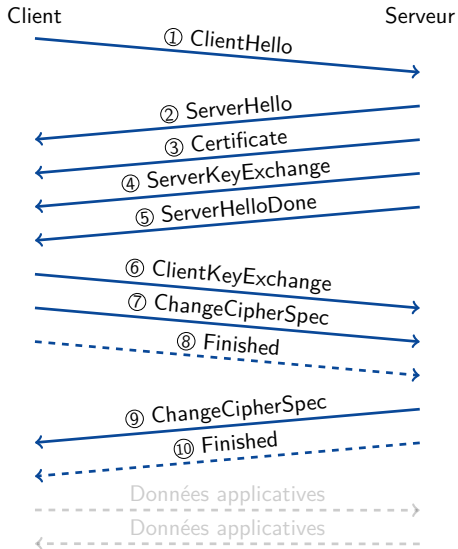 Client Serveur
① ClientHello
② ServerHello
③ Certificate
④ ServerKeyExchange
⑤ ServerHelloDone
⑥ ClientKeyExchange
⑦ ChangeCipherSpec
⑧ Finished
⑨ ChangeCipherSpec
⑩ Finished
Données applicatives
Données applicatives